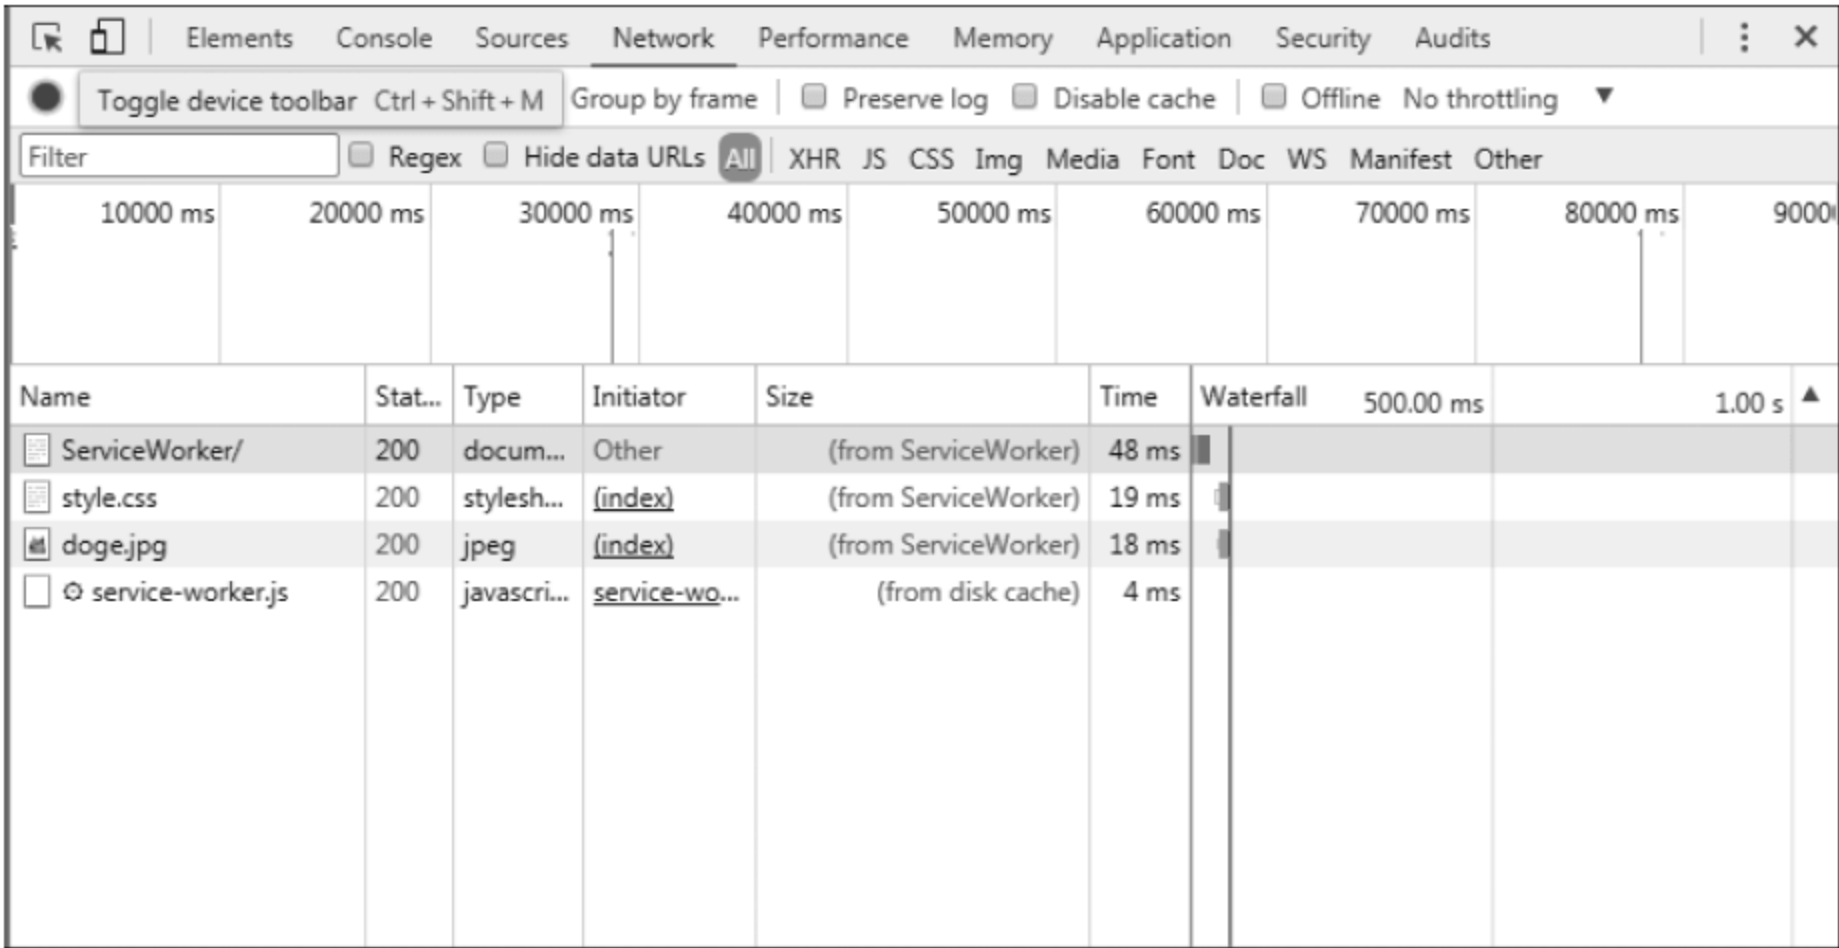 Elements Console Sources Network Performance Memory Application Security Audits
Toggle device toolbar Ctrl + Shift + M Group by frame Preserve log Disable cache Offline No throttling
Filter Regex Hide data URLs All XHR JS CSS Img Media Font Doc WS Manifest Other
10000 ms 20000 ms 30000 ms 40000 ms 50000 ms 60000 ms 70000 ms 80000 ms 9000
Name Stat... Type Initiator Size Time Waterfall 500.00 ms 1.00 s
ServiceWorker/ 200 docum... Other (from ServiceWorker) 48 ms
style.css 200 stylesh... (index) (from ServiceWorker) 19 ms
doge.jpg 200 jpeg (index) (from ServiceWorker) 18 ms
service-worker.js 200 javascri... service-wo... (from disk cache) 4 ms